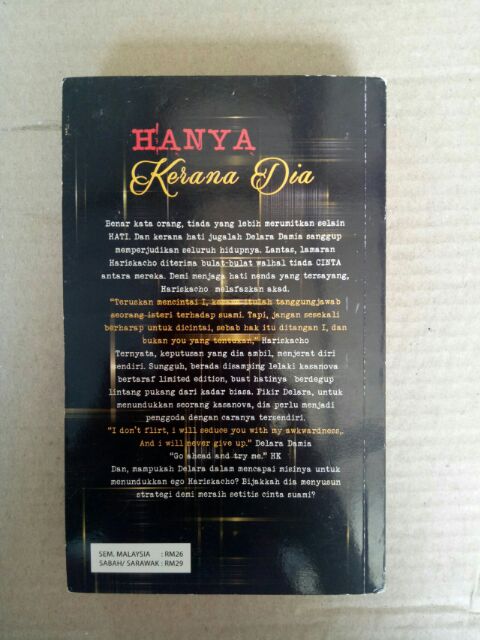 HANYA
Kerana Dia
Benar kata orang, tiada yang lebih merumitkan selain
HATI. Dan kerana hati jugalah Delara Damia sanggup
memperjudikan seluruh hidupnya. Lantas, lamaran
Hariskacho diterima bulat-bulat walhal tiada CINTA
antara mereka. Demi menjaga hati nenda yang tersayang,
Hariskacho melafazkan akad.
"Teruskan mencintai I, kerana itulah tanggungjawab
seorang isteri terhadap suami. Tapi, jangan sesekali
berharap untuk dicintai, sebab hak itu ditangan I, dan
bukan you yang tentukan," Hariskacho
Ternyata, keputusan yang dia ambil, menjerat diri
sendiri. Sungguh, berada disamping lelaki kasanova
bertaraf limited edition, buat hatinya berdegup
lintang pukang dari kadar biasa. Fikir Delara, untuk
menundukkan seorang kasanova, dia perlu menjadi
penggoda dengan caranya tersendiri.
"I don't flirt, i will seduce you with my awkwardness,
And i will never give up." Delara Damia
"Go ahead and try me." HK
Dan, mampukah Delara dalam mencapai misinya untuk
menundukkan ego Hariskacho? Bijakkah dia menyusun
strategi demi meraih setitis cinta suami?
SEM. MALAYSIA : RM26
SABAH/ SARAWAK : RM29